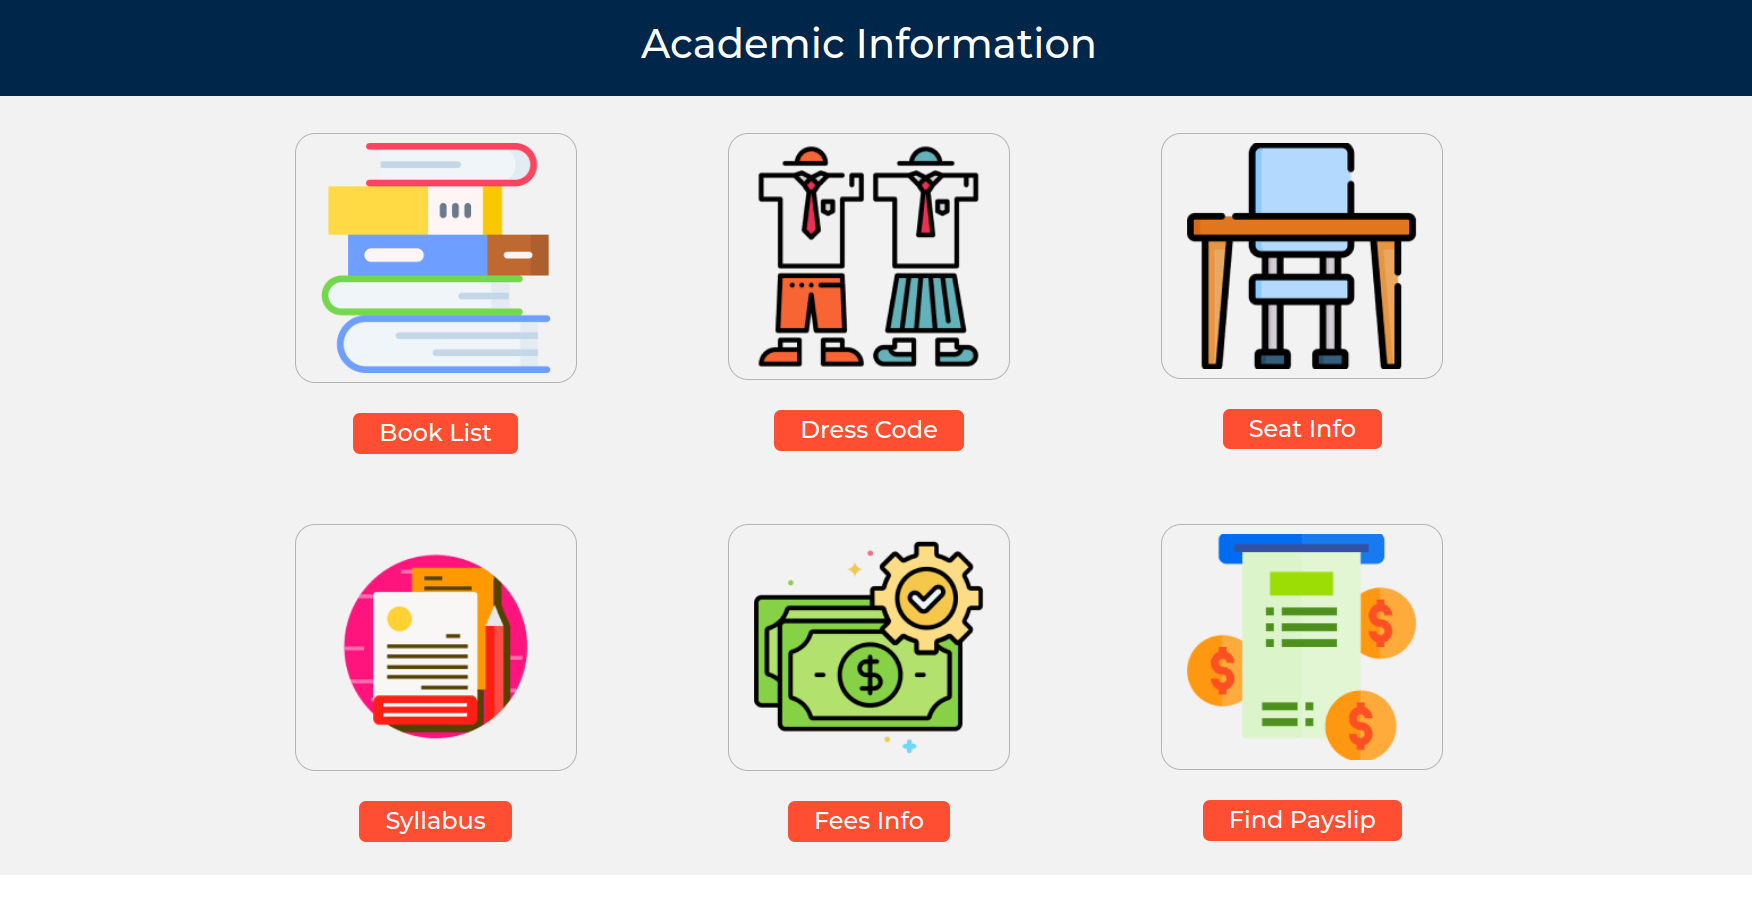 Academic Information
Book List
Dress Code
Seat Info
Syllabus
Fees Info
Find Payslip